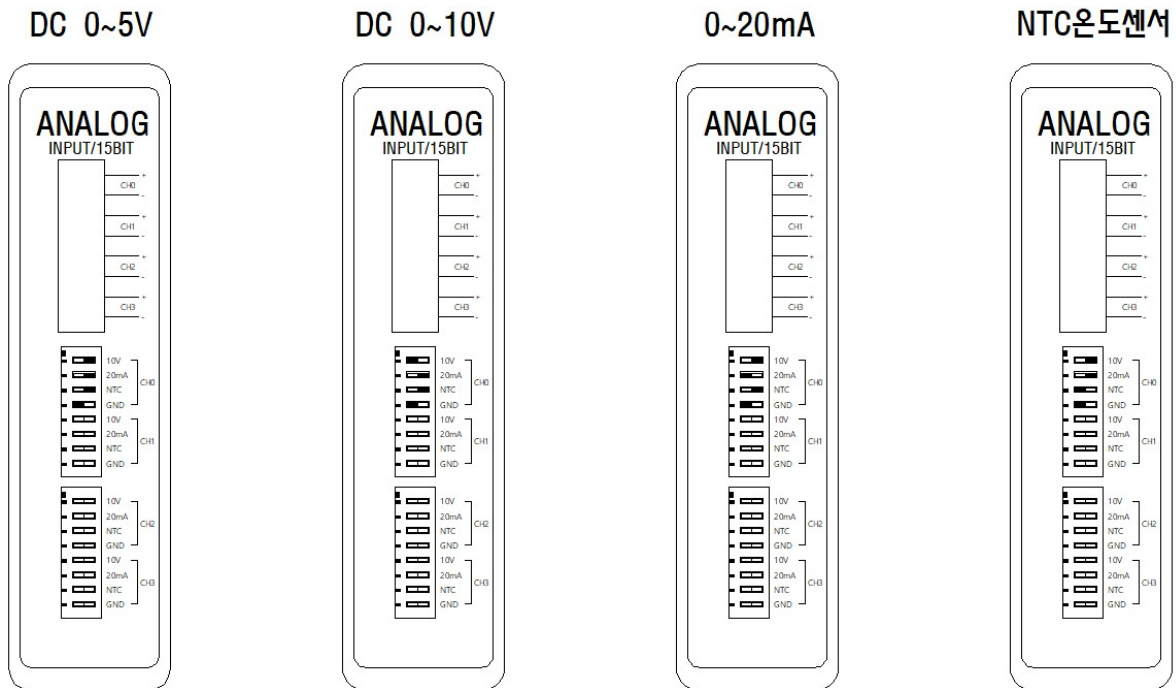 DC 0~5V
ANALOG
INPUT/15BIT
+
CH0
-
+
CH1
-
+
CH2
-
+
CH3
-
10V
20mA
NTC
GND
CH0
10V
20mA
NTC
GND
CH1
10V
20mA
NTC
GND
CH2
10V
20mA
NTC
GND
CH3
DC 0~10V
ANALOG
INPUT/15BIT
+
CH0
-
+
CH1
-
+
CH2
-
+
CH3
-
10V
20mA
NTC
GND
CH0
10V
20mA
NTC
GND
CH1
10V
20mA
NTC
GND
CH2
10V
20mA
NTC
GND
CH3
0~20mA
ANALOG
INPUT/15BIT
+
CH0
-
+
CH1
-
+
CH2
-
+
CH3
-
10V
20mA
NTC
GND
CH0
10V
20mA
NTC
GND
CH1
10V
20mA
NTC
GND
CH2
10V
20mA
NTC
GND
CH3
NTC온도센서
ANALOG
INPUT/15BIT
+
CH0
-
+
CH1
-
+
CH2
-
+
CH3
-
10V
20mA
NTC
GND
CH0
10V
20mA
NTC
GND
CH1
10V
20mA
NTC
GND
CH2
10V
20mA
NTC
GND
CH3